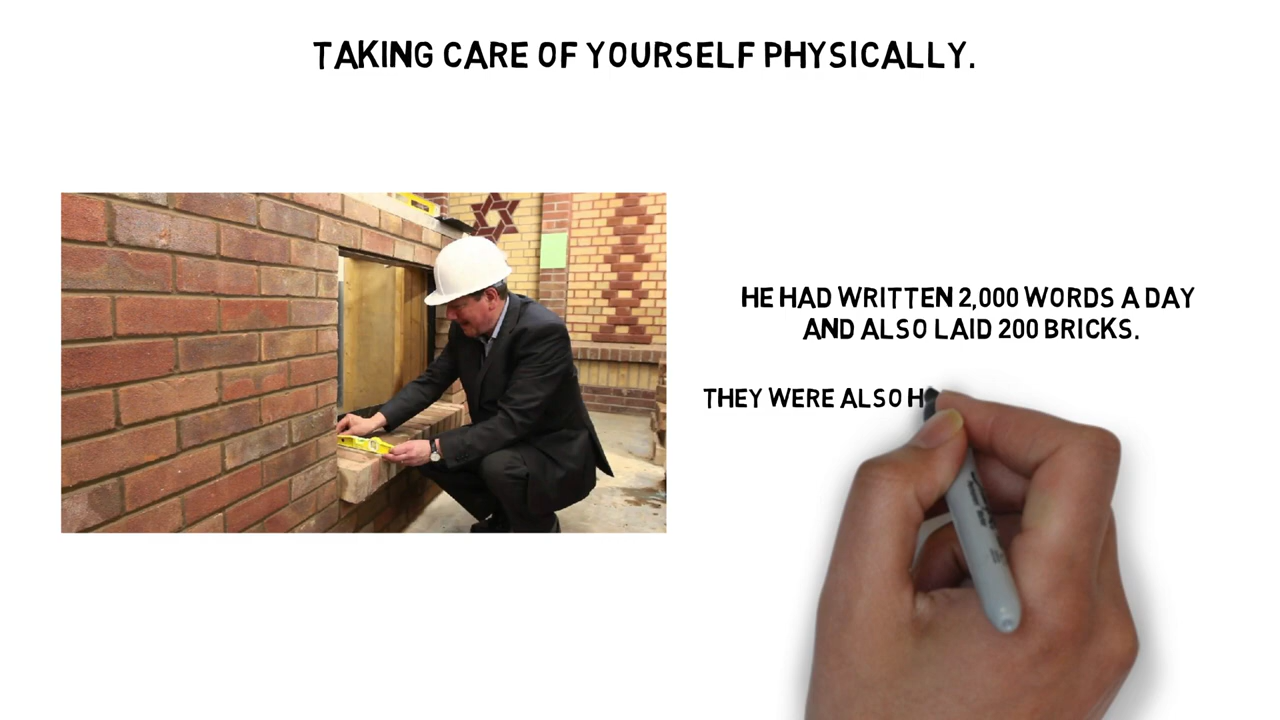 TAKING CARE OF YOURSELF PHYSICALLY.
HE HAD WRITTEN 2,000 WORDS A DAY
AND ALSO LAID 200 BRICKS.
THEY WERE ALSO H